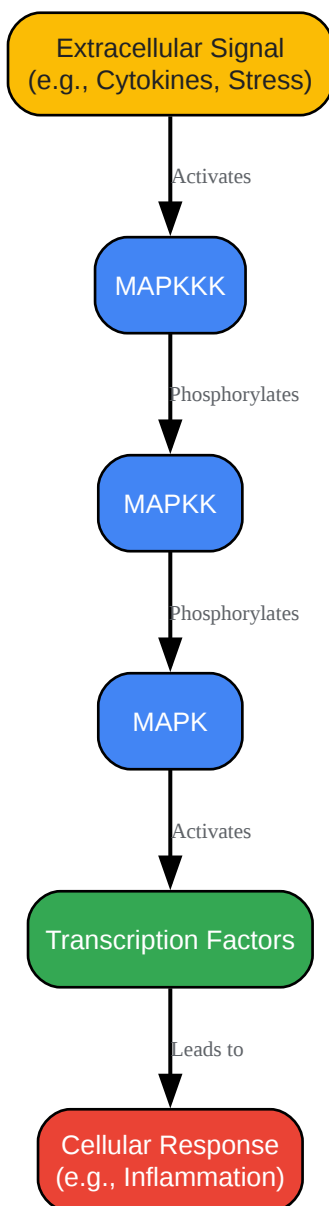 Extracellular Signal
(e.g., Cytokines, Stress)
Activates
MAPKKK
Phosphorylates
MAPKK
Phosphorylates
MAPK
Activates
Transcription Factors
Leads to
Cellular Response
(e.g., Inflammation)